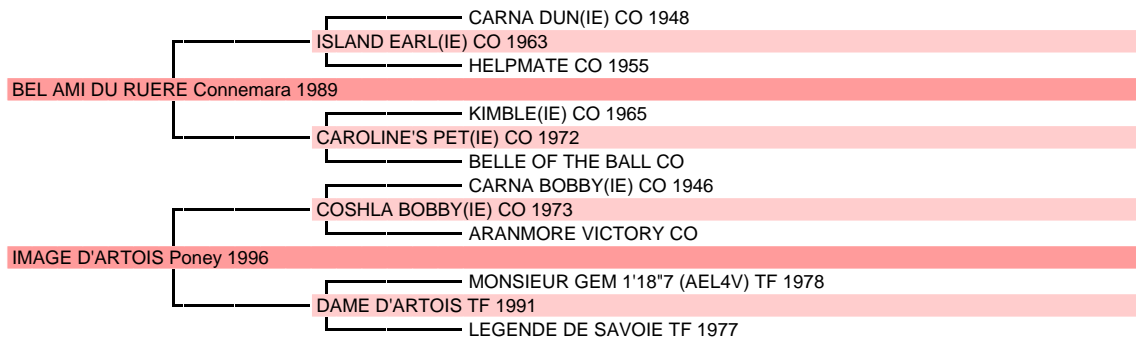 CARNA DUN(IE) CO 1948
ISLAND EARL(IE) CO 1963
HELPMATE CO 1955
BEL AMI DU RUERE Connemara 1989
KIMBLE(IE) CO 1965
CAROLINE'S PET(IE) CO 1972
BELLE OF THE BALL CO
CARNA BOBBY(IE) CO 1946
COSHLA BOBBY(IE) CO 1973
ARANMORE VICTORY CO
IMAGE D'ARTOIS Poney 1996
MONSIEUR GEM 1'18"7 (AEL4V) TF 1978
DAME D'ARTOIS TF 1991
LEGENDE DE SAVOIE TF 1977